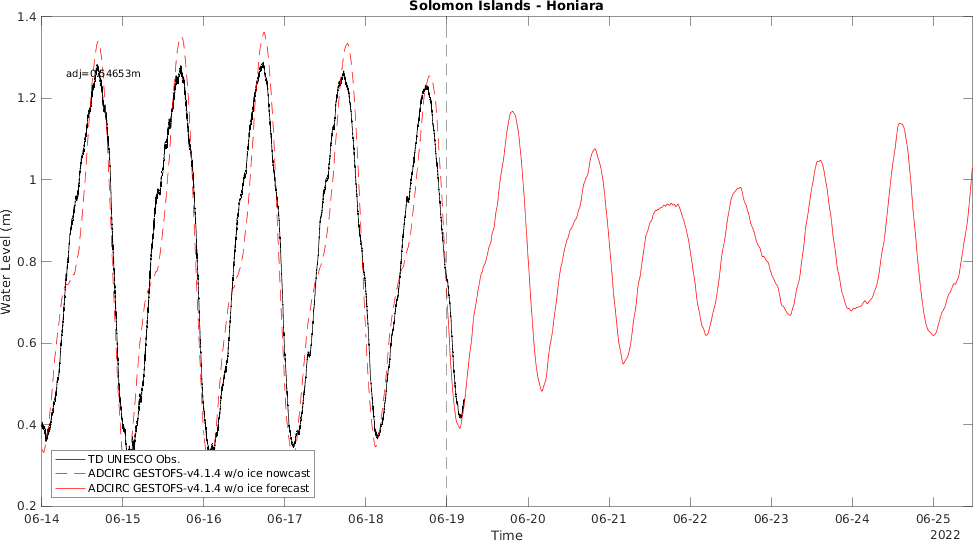 Solomon Islands - Honiara
1.4
1.2
1
0.8
0.6
0.4
0.2
Water Level (m)
adj=0.54653m
TD UNESCO Obs.
ADCIRC GESTOFS-v4.1.4 w/o ice nowcast
ADCIRC GESTOFS-v4.1.4 w/o ice forecast
06-14 06-15 06-16 06-17 06-18 06-19 06-20 06-21 06-22 06-23 06-24 06-25
Time
2022